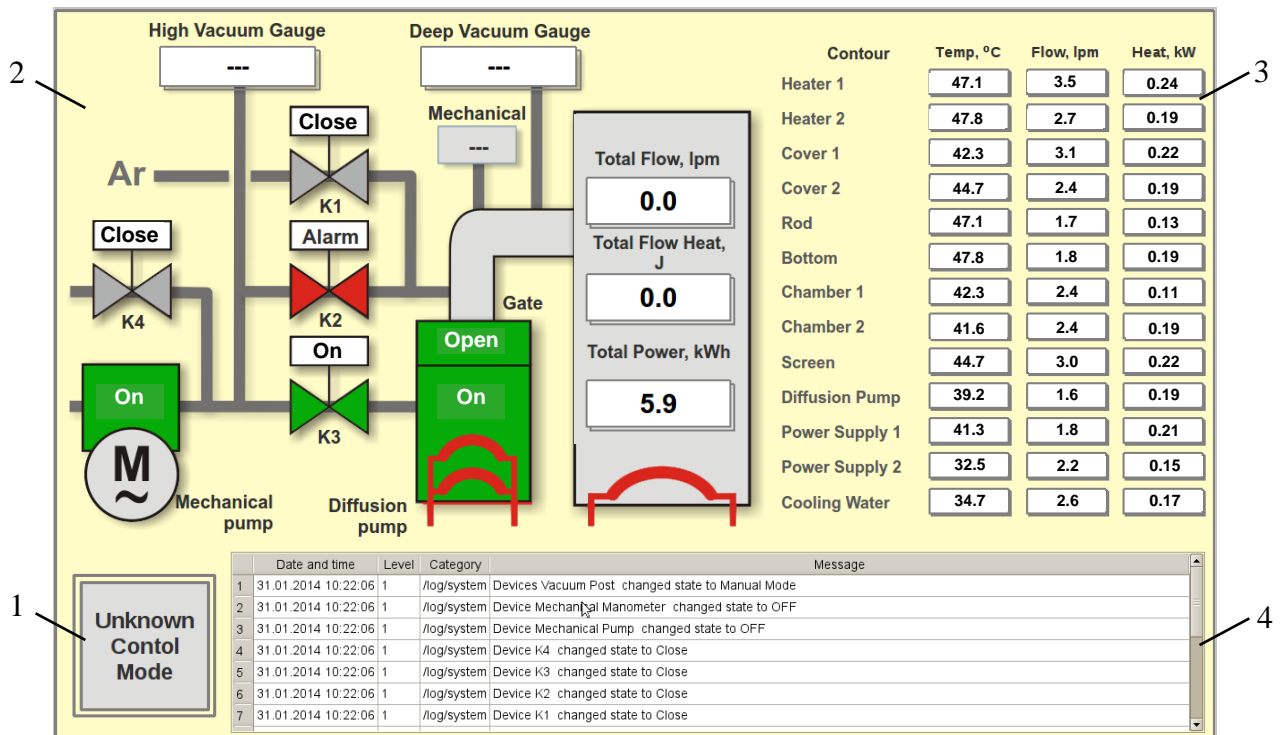 High Vacuum Gauge
---
Deep Vacuum Gauge
---
Mechanical
---
Close
Ar
K1
Close
Alarm
K4
K2
On
K3
On
M
~
Mechanical
pump
Gate
Open
On
Diffusion
pump
Total Flow, lpm
0.0
Total Flow Heat,
J
0.0
Total Power, kWh
5.9
Contour Temp, °C Flow, lpm Heat, kW
Heater 1 47.1 3.5 0.24
Heater 2 47.8 2.7 0.19
Cover 1 42.3 3.1 0.22
Cover 2 44.7 2.4 0.19
Rod 47.1 1.7 0.13
Bottom 47.8 1.8 0.19
Chamber 1 42.3 2.4 0.11
Chamber 2 41.6 2.4 0.19
Screen 44.7 3.0 0.22
Diffusion Pump 39.2 1.6 0.19
Power Supply 1 41.3 1.8 0.21
Power Supply 2 32.5 2.2 0.15
Cooling Water 34.7 2.6 0.17
2
3
1
4
Unknown
Contol
Mode
Date and time Level Category Message
1 31.01.2014 10:22:06 1 /log/system Devices Vacuum Post changed state to Manual Mode
2 31.01.2014 10:22:06 1 /log/system Device Mechanical Manometer changed state to OFF
3 31.01.2014 10:22:06 1 /log/system Device Mechanical Pump changed state to OFF
4 31.01.2014 10:22:06 1 /log/system Device K4 changed state to Close
5 31.01.2014 10:22:06 1 /log/system Device K3 changed state to Close
6 31.01.2014 10:22:06 1 /log/system Device K2 changed state to Close
7 31.01.2014 10:22:06 1 /log/system Device K1 changed state to Close